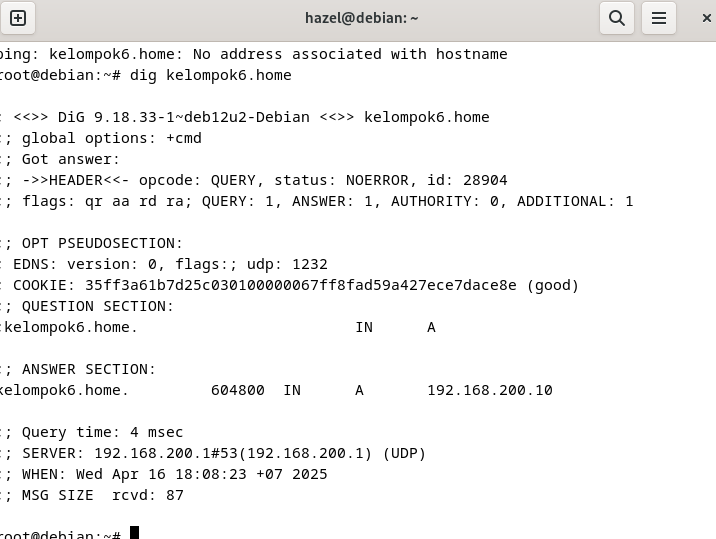 hazel@debian: ~
ping: kelompok6.home: No address associated with hostname
root@debian:~# dig kelompok6.home
; <<>> DiG 9.18.33-1~deb12u2-Debian <<>> kelompok6.home
;; global options: +cmd
;; Got answer:
;; ->>HEADER<<- opcode: QUERY, status: NOERROR, id: 28904
;; flags: qr aa rd ra; QUERY: 1, ANSWER: 1, AUTHORITY: 0, ADDITIONAL: 1
;; OPT PSEUDOSECTION:
; EDNS: version: 0, flags:; udp: 1232
; COOKIE: 35ff3a61b7d25c030100000067ff8fad59a427ece7dace8e (good)
;; QUESTION SECTION:
;kelompok6.home. IN A
;; ANSWER SECTION:
kelompok6.home. 604800 IN A 192.168.200.10
;; Query time: 4 msec
;; SERVER: 192.168.200.1#53(192.168.200.1) (UDP)
;; WHEN: Wed Apr 16 18:08:23 +07 2025
;; MSG SIZE rcvd: 87
root@debian:~#